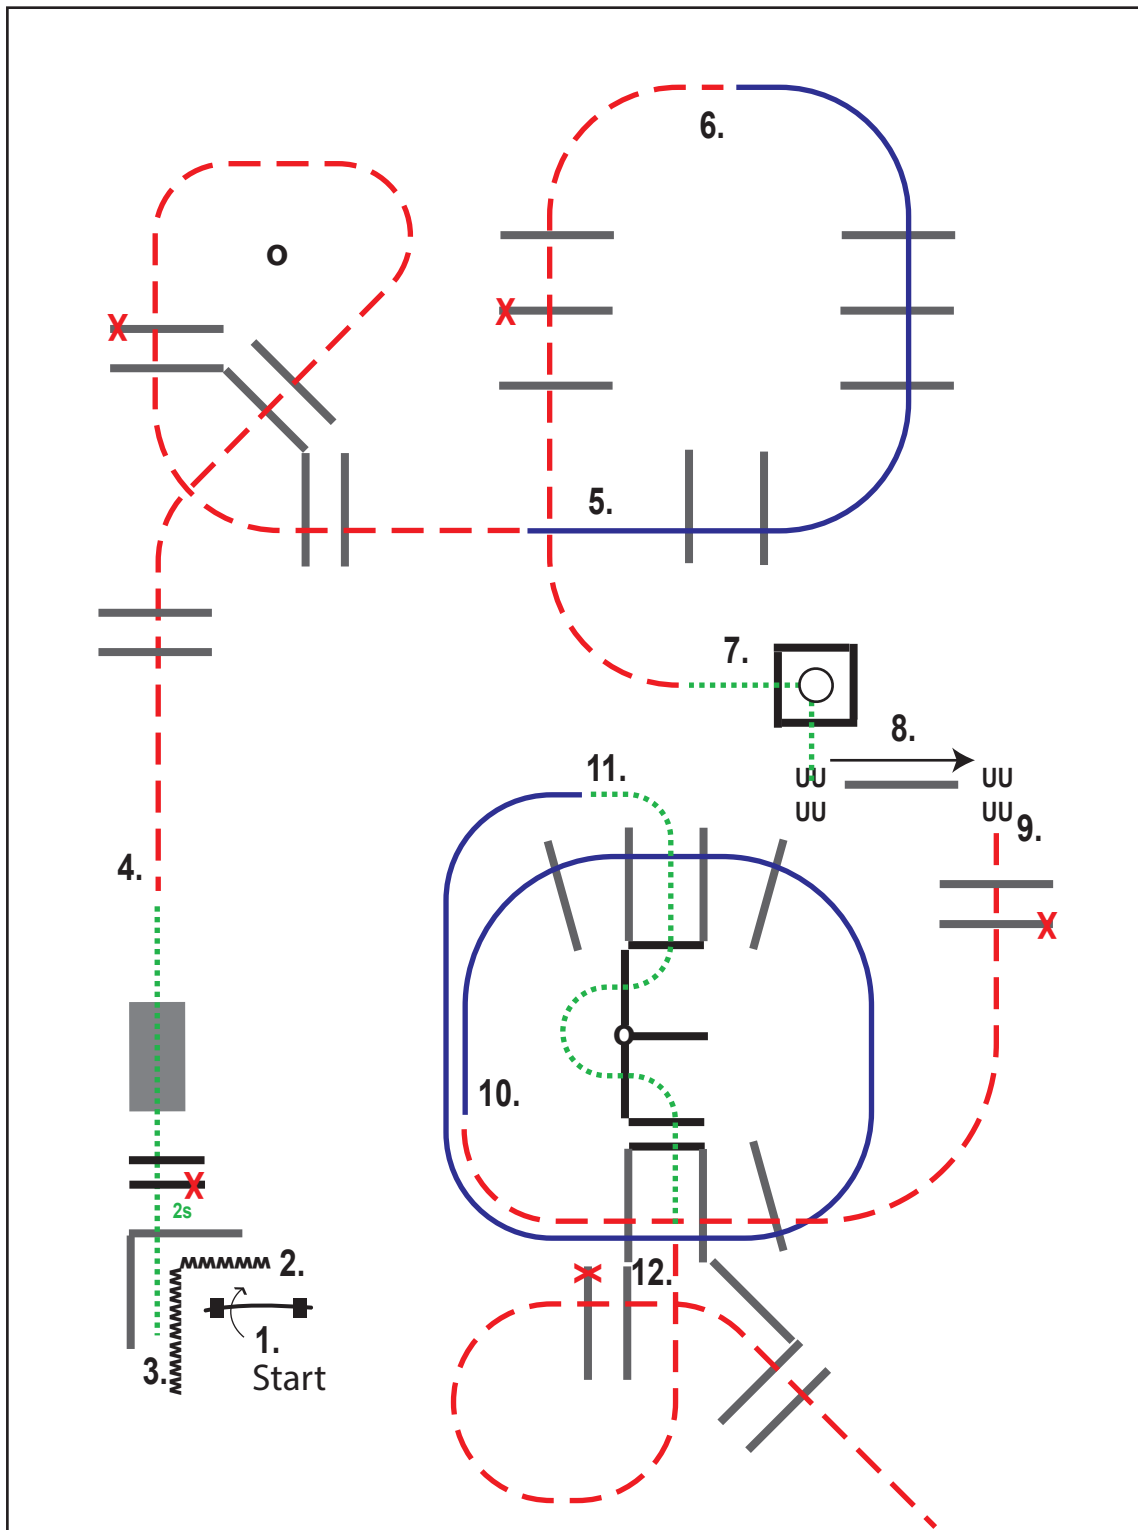 6.
o
X
X
5.
7.
8.
UU
UU
UU
UU
9.
11.
4.
X
10.
X
2s
2.
12.
X
1.
3.
Start